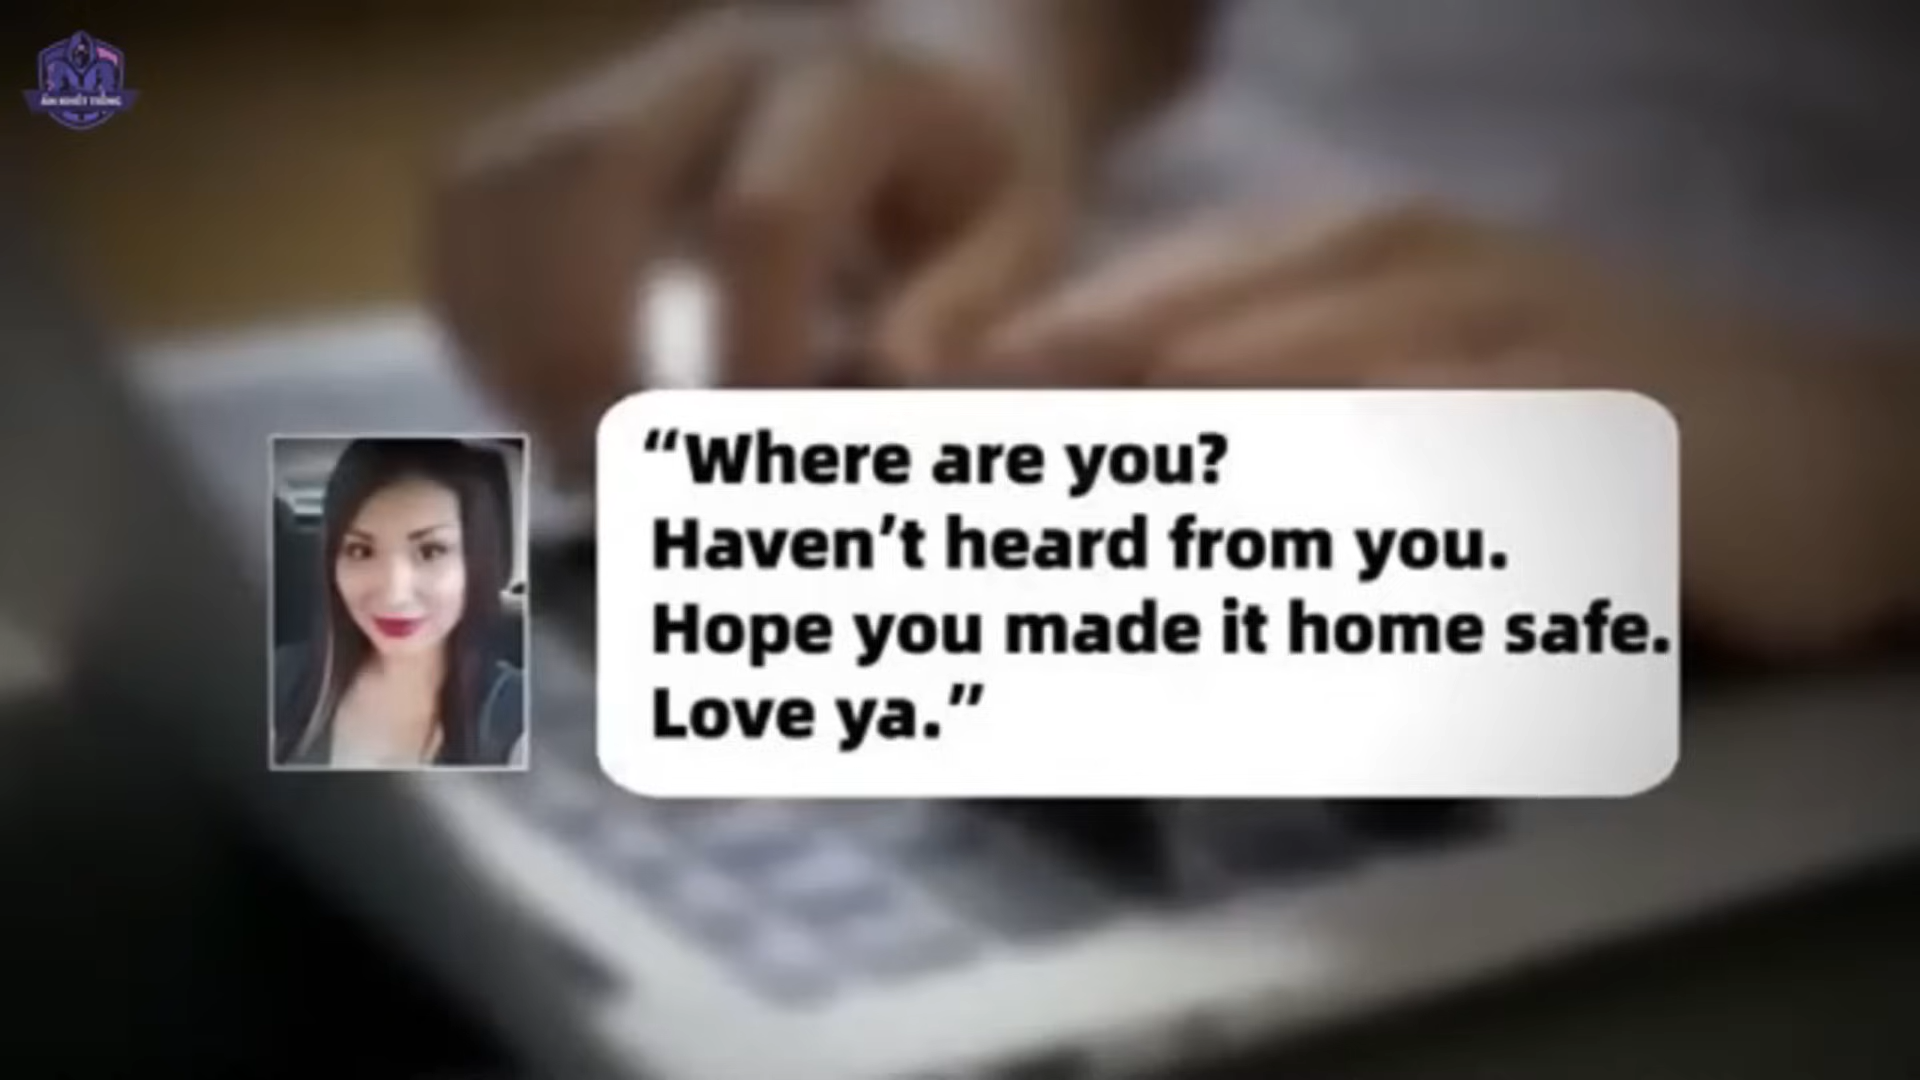 “Where are you?
Haven’t heard from you.
Hope you made it home safe.
Love ya.”